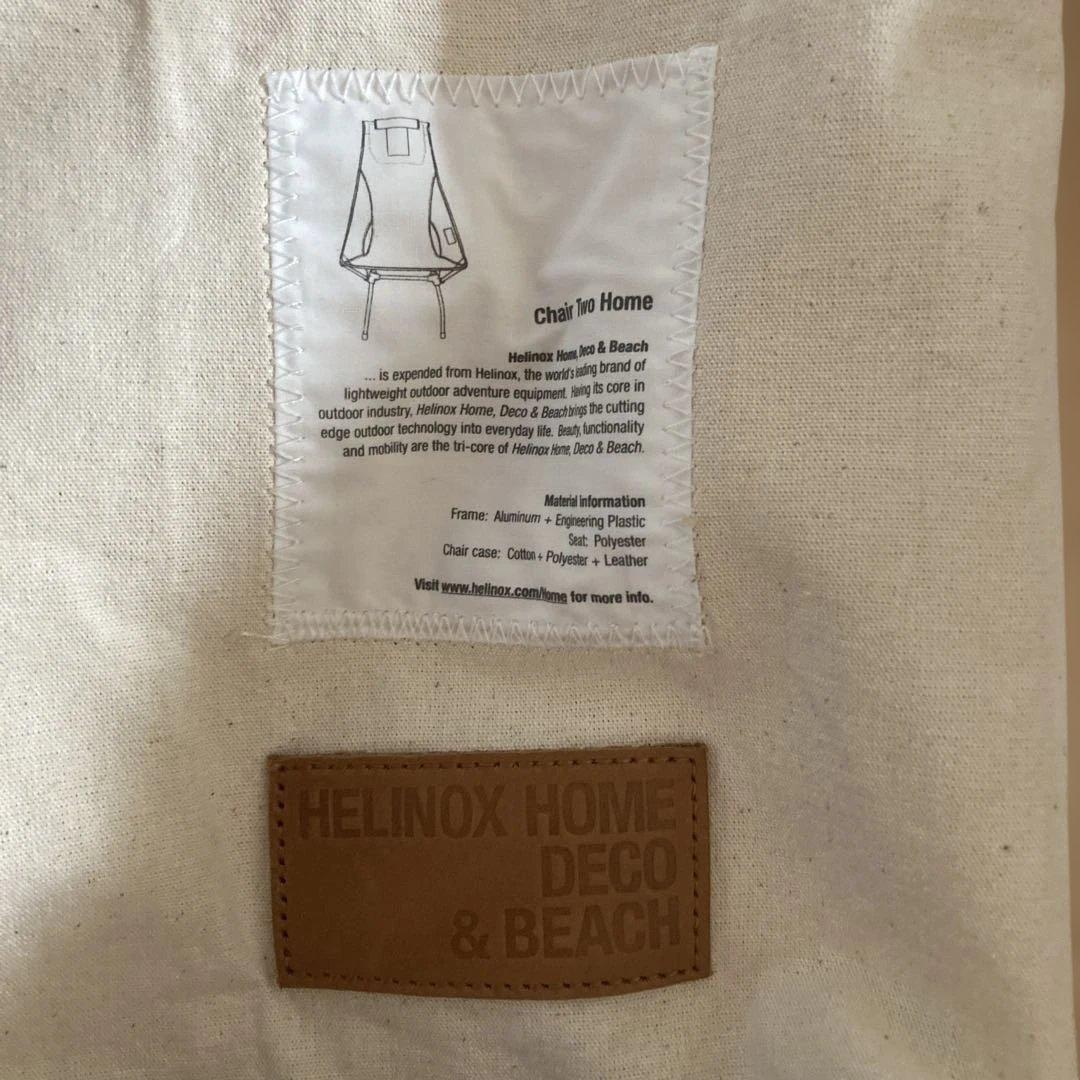 Chair Two Home
Helinox Home, Deco & Beach
... is expended from Helinox, the world's leading brand of
lightweight outdoor adventure equipment. Having its core in
outdoor industry, Helinox Home, Deco & Beach brings the cutting
edge outdoor technology into everyday life. Beauty, functionality
and mobility are the tri-core of Helinox Home, Deco & Beach.
Material information
Frame: Aluminum + Engineering Plastic
Seat: Polyester
Chair case: Cotton + Polyester + Leather
Visit www.helinox.com/Home for more info.
HELINOX HOME
DECO
& BEACH